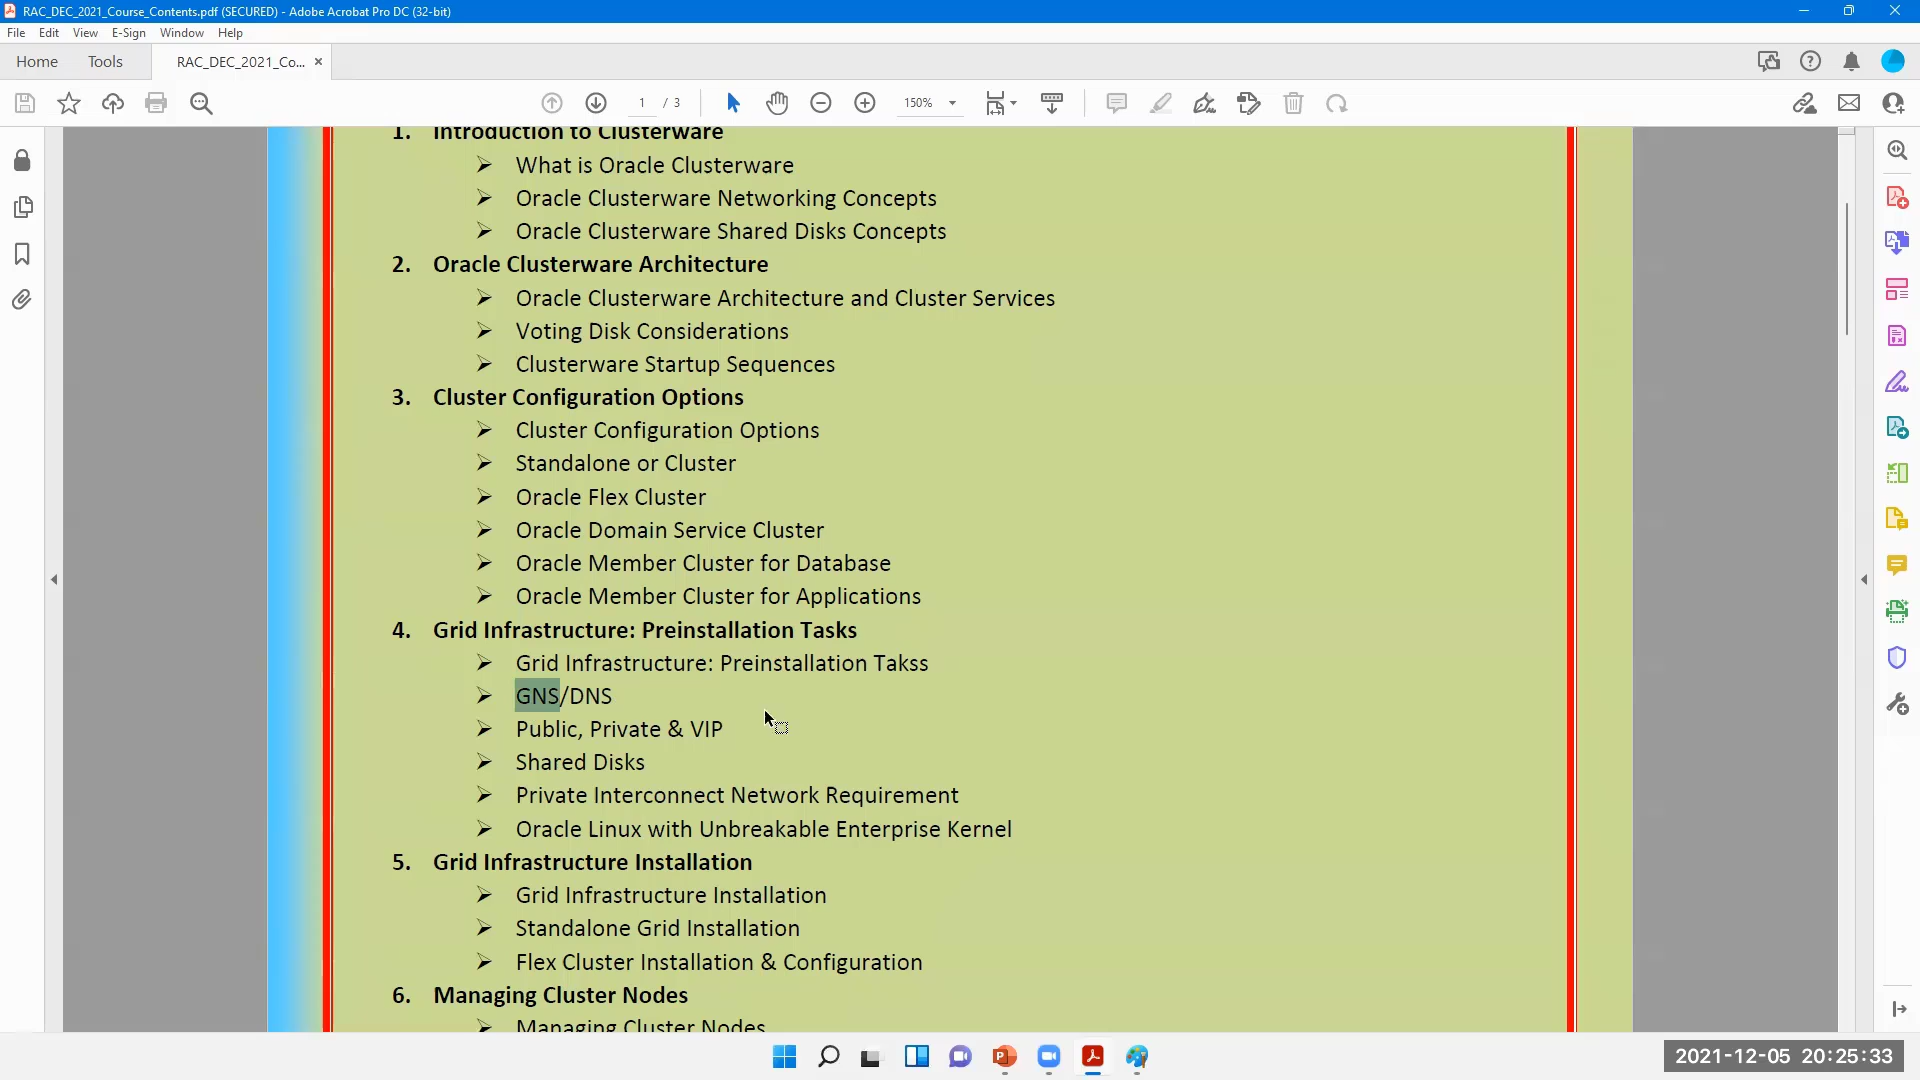 RAC_DEC_2021_Course_Contents.pdf (SECURED) - Adobe Acrobat Pro DC (32-bit)
File Edit View E-Sign Window Help
Home Tools RAC_DEC_2021_Co... ×
1 / 3 150%
1. Introduction to Clusterware
➢ What is Oracle Clusterware
➢ Oracle Clusterware Networking Concepts
➢ Oracle Clusterware Shared Disks Concepts
2. Oracle Clusterware Architecture
➢ Oracle Clusterware Architecture and Cluster Services
➢ Voting Disk Considerations
➢ Clusterware Startup Sequences
3. Cluster Configuration Options
➢ Cluster Configuration Options
➢ Standalone or Cluster
➢ Oracle Flex Cluster
➢ Oracle Domain Service Cluster
➢ Oracle Member Cluster for Database
➢ Oracle Member Cluster for Applications
4. Grid Infrastructure: Preinstallation Tasks
➢ Grid Infrastructure: Preinstallation Takss
➢ GNS/DNS
➢ Public, Private & VIP
➢ Shared Disks
➢ Private Interconnect Network Requirement
➢ Oracle Linux with Unbreakable Enterprise Kernel
5. Grid Infrastructure Installation
➢ Grid Infrastructure Installation
➢ Standalone Grid Installation
➢ Flex Cluster Installation & Configuration
6. Managing Cluster Nodes
➢ Managing Cluster Nodes
2021-12-05 20:25:33